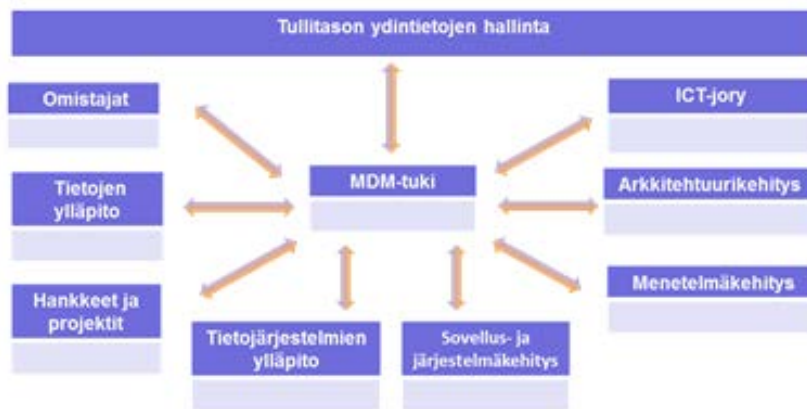 Tullitason ydintietojen hallinta
Omistajat
ICT-jory
MDM-tuki
Tietojen
ylläpito
Arkkitehtuurikehitys
Hankkeet ja
projektit
Menetelmäkehitys
Tietojärjestelmien
ylläpito
Sovellus- ja
järjestelmäkehitys